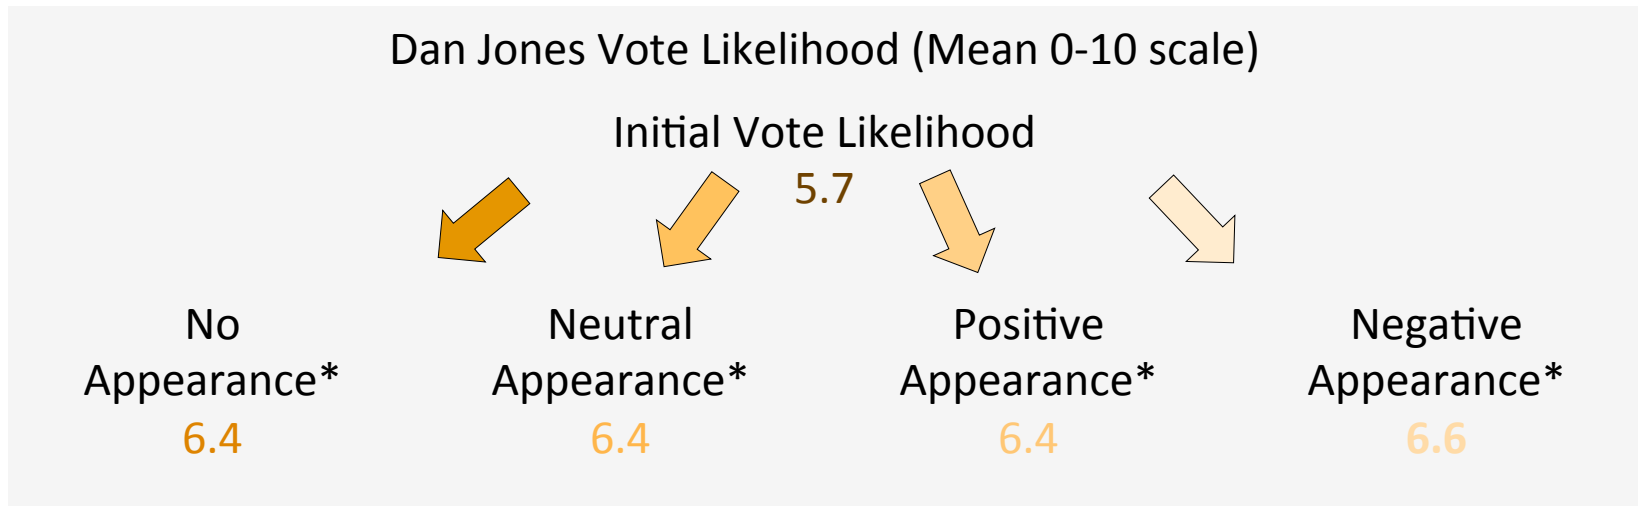 Dan Jones Vote Likelihood (Mean 0-10 scale)
Initial Vote Likelihood
5.7
No
Appearance*
6.4
Neutral
Appearance*
6.4
Positive
Appearance*
6.4
Negative
Appearance*
6.6